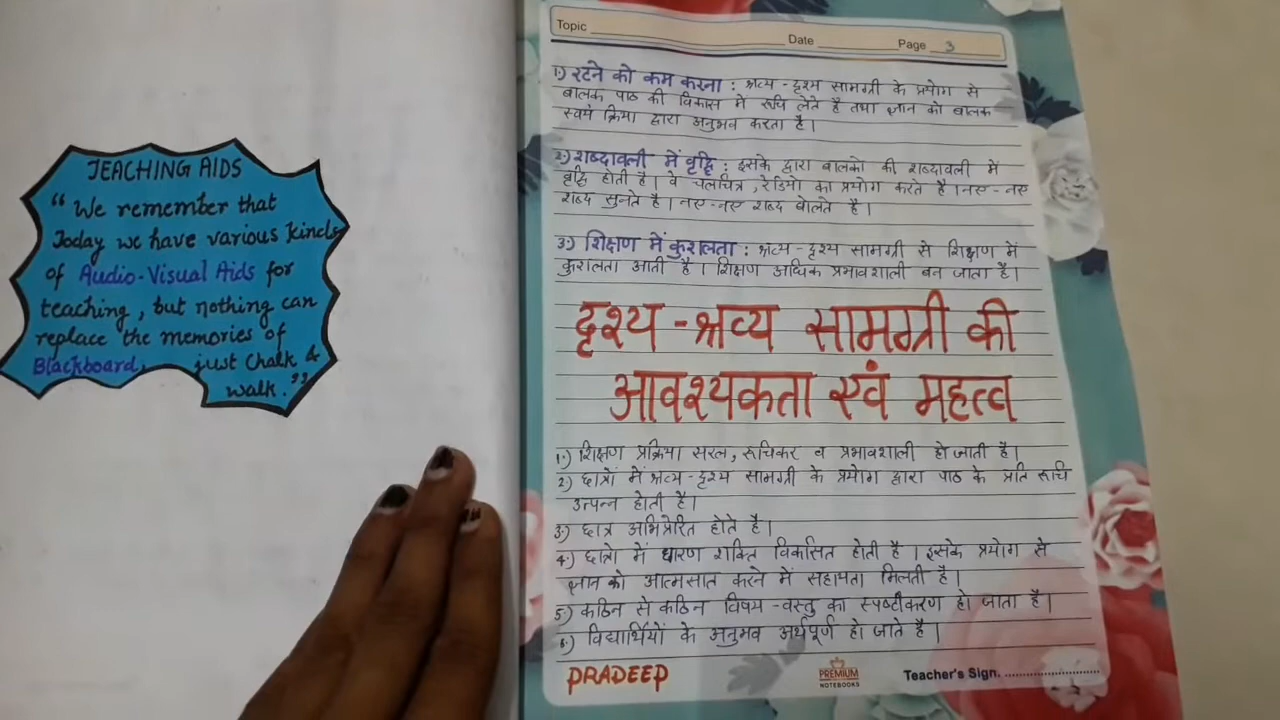 TEACHING AIDS
“We remember that
Today we have various kinds
of Audio-Visual Aids for
teaching, but nothing can
replace the memories of
Blackboard, just Chalk &
walk.”
Topic Date Page 3
1) रटने को कम करना : श्रव्य-दृश्य सामग्री के प्रयोग से
बालक पाठ की विकास में रूचि लेते है तथा ज्ञान को बालक
स्वयं क्रिया द्वारा अनुभव करता है।
2) शब्दावली में वृद्धि : इसके द्वारा बालकों की शब्दावली में
वृद्धि होती है। वे चलचित्र, रेडियो का प्रयोग करते है। नए-नए
शब्द सुनते है। नए-नए शब्द बोलते है।
3) शिक्षण में कुशलता : श्रव्य-दृश्य सामग्री से शिक्षण में
कुशलता आती है। शिक्षण अधिक प्रभावशाली बन जाता है।
दृश्य-श्रव्य सामग्री की
आवश्यकता एवं महत्व
1.) शिक्षण प्रक्रिया सरल, रूचिकर व प्रभावशाली हो जाती है।
2.) छात्रों में श्रव्य-दृश्य सामग्री के प्रयोग द्वारा पाठ के प्रति रूचि
उत्पन्न होती है।
3.) छात्र अभिप्रेरित होते है।
4.) छात्रों में धारण शक्ति विकसित होती है। इसके प्रयोग से
ज्ञान को आत्मसात करने में सहायता मिलती है।
5.) कठिन से कठिन विषय-वस्तु का स्पष्टीकरण हो जाता है।
6.) विद्यार्थियों के अनुभव अर्थपूर्ण हो जाते है।
PRADEEP PREMIUM Teacher's Sign.
NOTEBOOKS